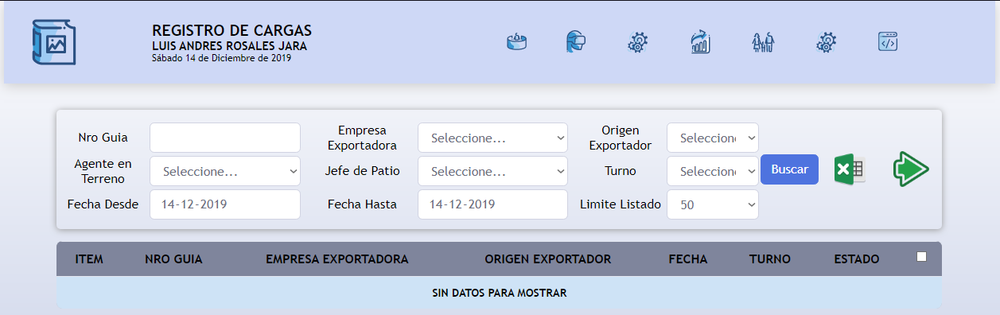 REGISTRO DE CARGAS
LUIS ANDRES ROSALES JARA
Sábado 14 de Diciembre de 2019
Nro Guia
Empresa Exportadora
Seleccione...
Origen Exportador
Seleccion
Agente en Terreno
Seleccione...
Jefe de Patio
Seleccione...
Turno
Seleccion
Buscar
Fecha Desde
14-12-2019
Fecha Hasta
14-12-2019
Limite Listado
50
ITEM NRO GUIA EMPRESA EXPORTADORA ORIGEN EXPORTADOR FECHA TURNO ESTADO
SIN DATOS PARA MOSTRAR